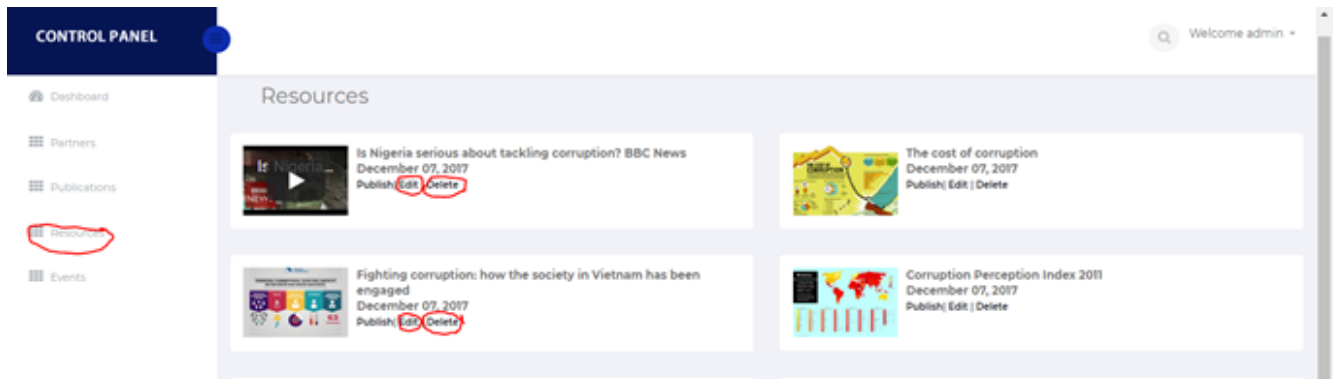 CONTROL PANEL
Welcome admin
Dashboard
Partners
Publications
Resources
Events
Resources
Is Nigeria serious about tackling corruption? BBC News
December 07, 2017
Publish| Edit | Delete
The cost of corruption
December 07, 2017
Publish| Edit | Delete
Fighting corruption: how the society in Vietnam has been
engaged
December 07, 2017
Publish| Edit | Delete
Corruption Perception Index 2011
December 07, 2017
Publish| Edit | Delete
Is Nigeria...
NEWS